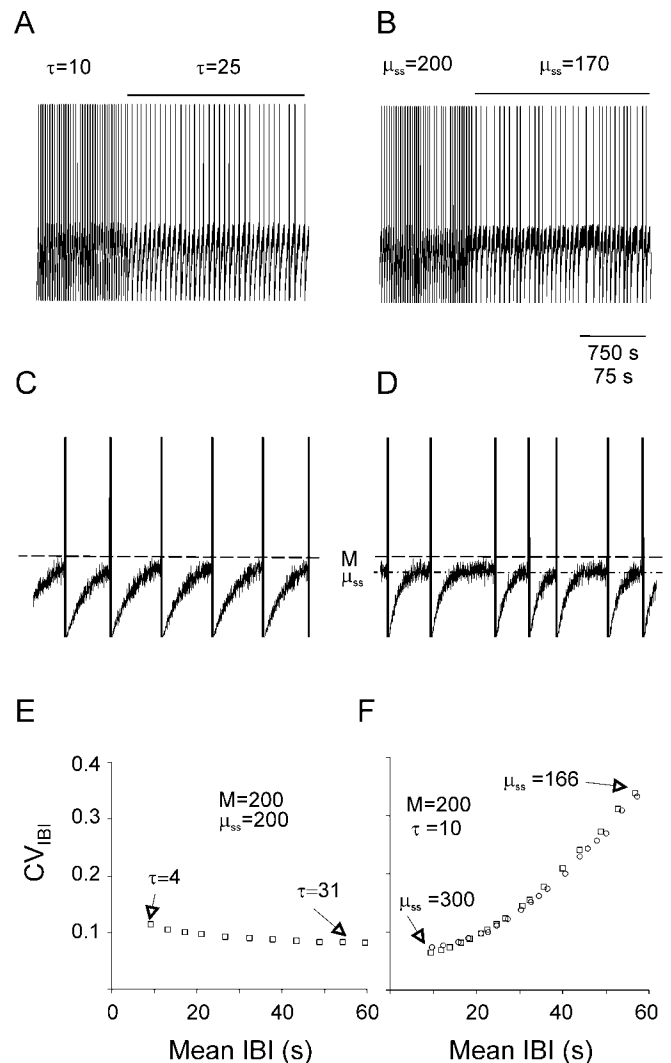 A
B
τ=10
τ=25
μss=200
μss=170
750 s
75 s
C
D
M
μss
E
F
0.4
0.3
0.2
0.1
CVIBI
M=200
μss=200
τ=4
τ=31
μss =166
M=200
τ =10
μss =300
0 20 40 60
0 20 40 60
Mean IBI (s)
Mean IBI (s)